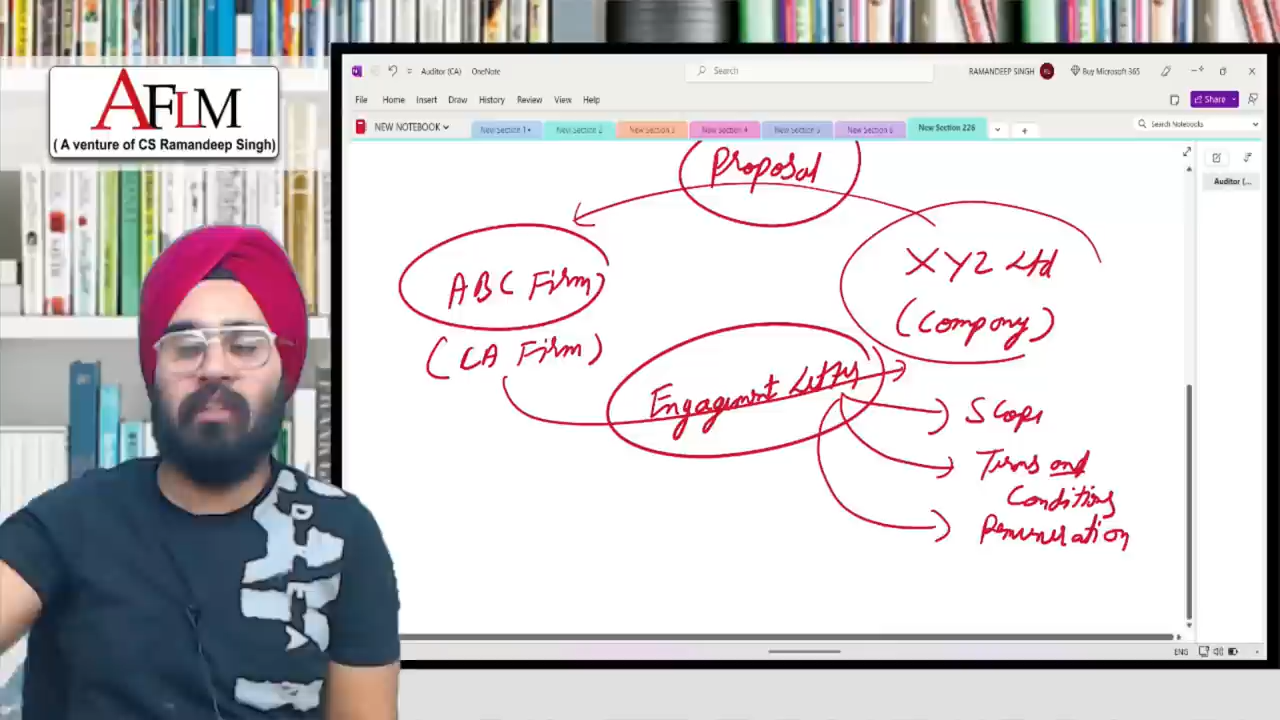 AFLM
( A venture of CS Ramandeep Singh)
Auditor (CA) OneNote
Search
RAMANDEEP SINGH
Buy Microsoft 365
File Home Insert Draw History Review View Help
Share
NEW NOTEBOOK
New Section 1
New Section 2
New Section 3
New Section 4
New Section 5
New Section 6
New Section 226
+
Search Notebooks
Auditor (...
Proposal
ABC Firm)
(CA Firm)
XYZ Ltd
(Company)
Engagement Letter
Scope
Terms and
Conditions
Remuneration
ENG